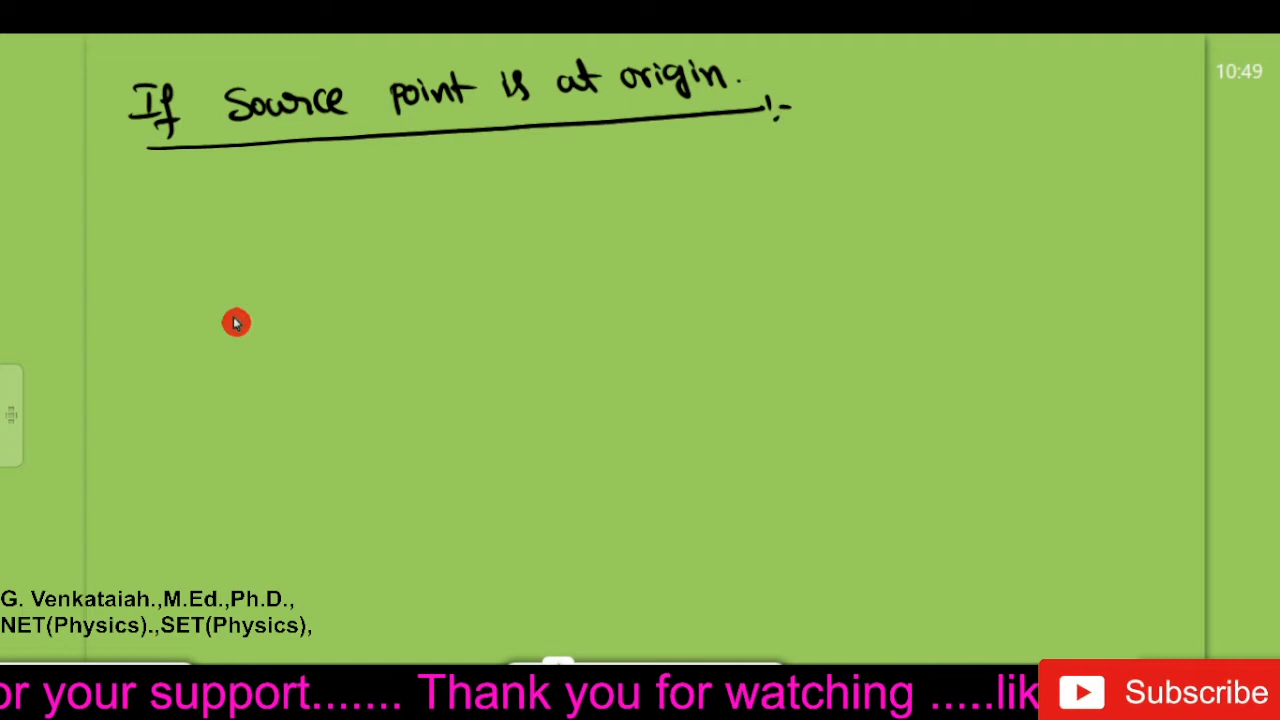 If Source point is at origin. :-
10:49
G. Venkataiah.,M.Ed.,Ph.D.,
NET(Physics).,SET(Physics),
or your support....... Thank you for watching .....lik
Subscribe